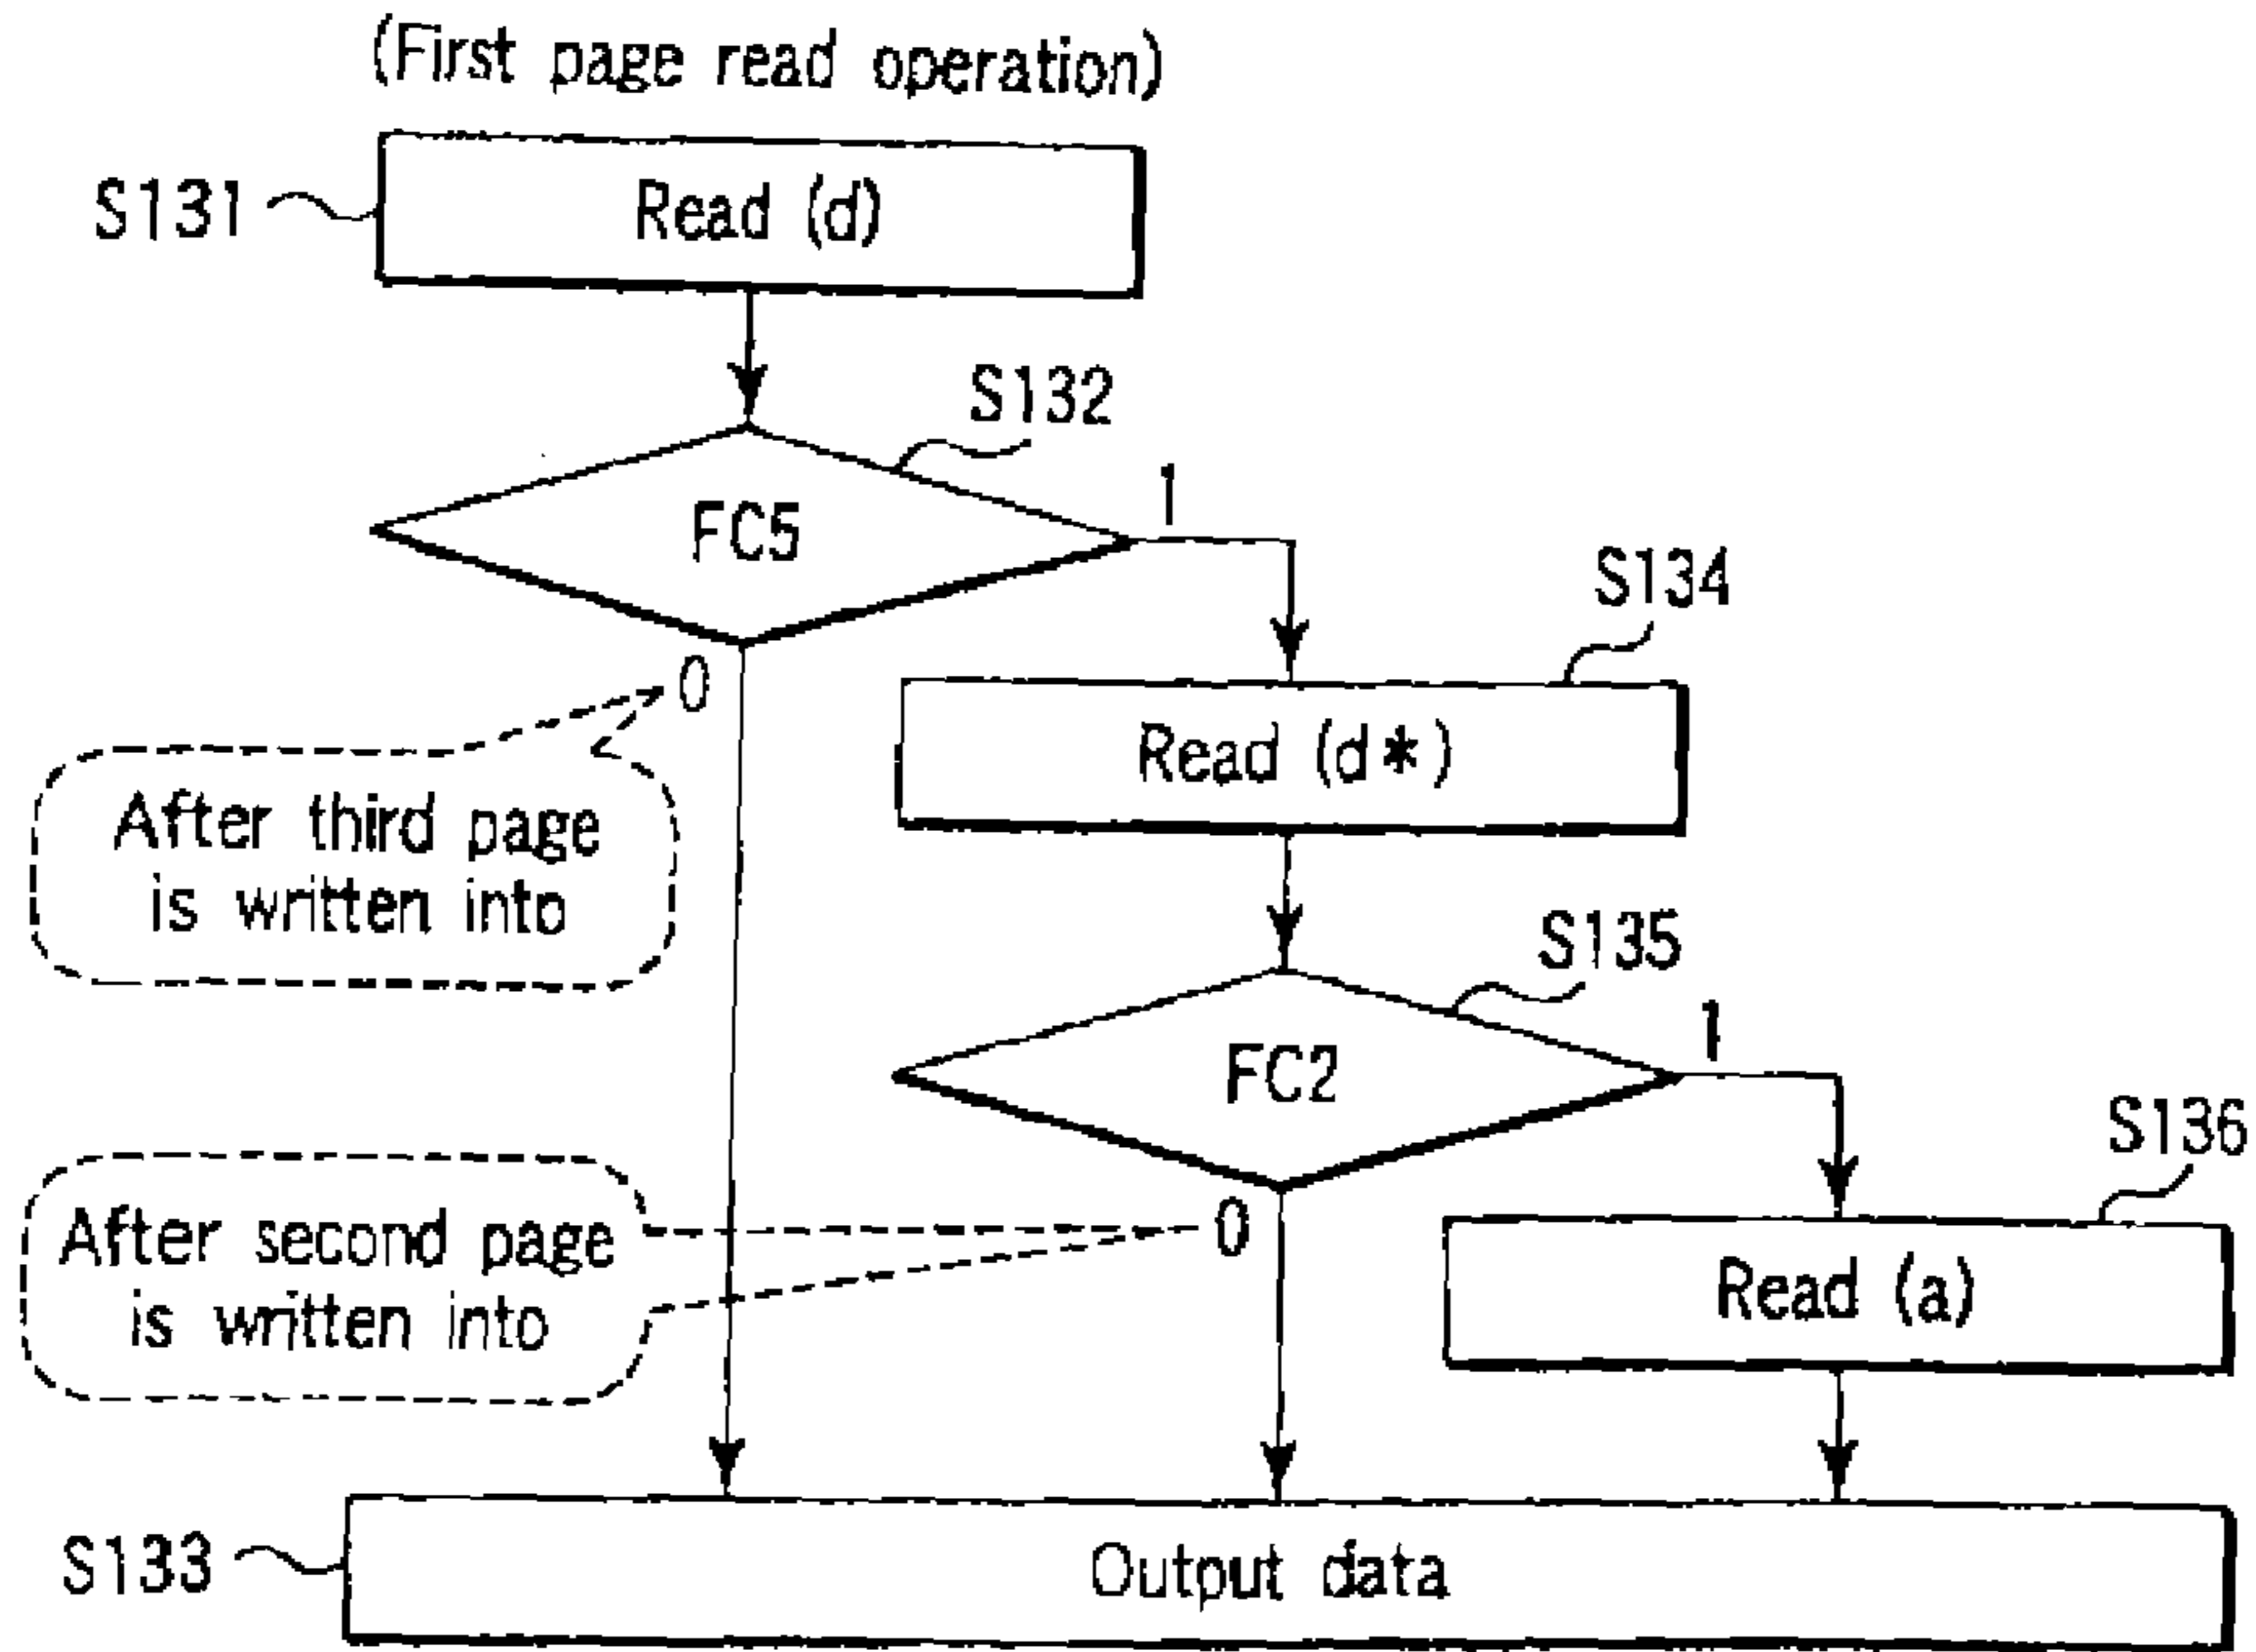 (First page read operation)
S131
Read (d)
S132
FC5
1
0
S134
Read (d*)
After third page
is written into
S135
FC2
1
0
S136
After second page
is written into
Read (a)
S133
Output data